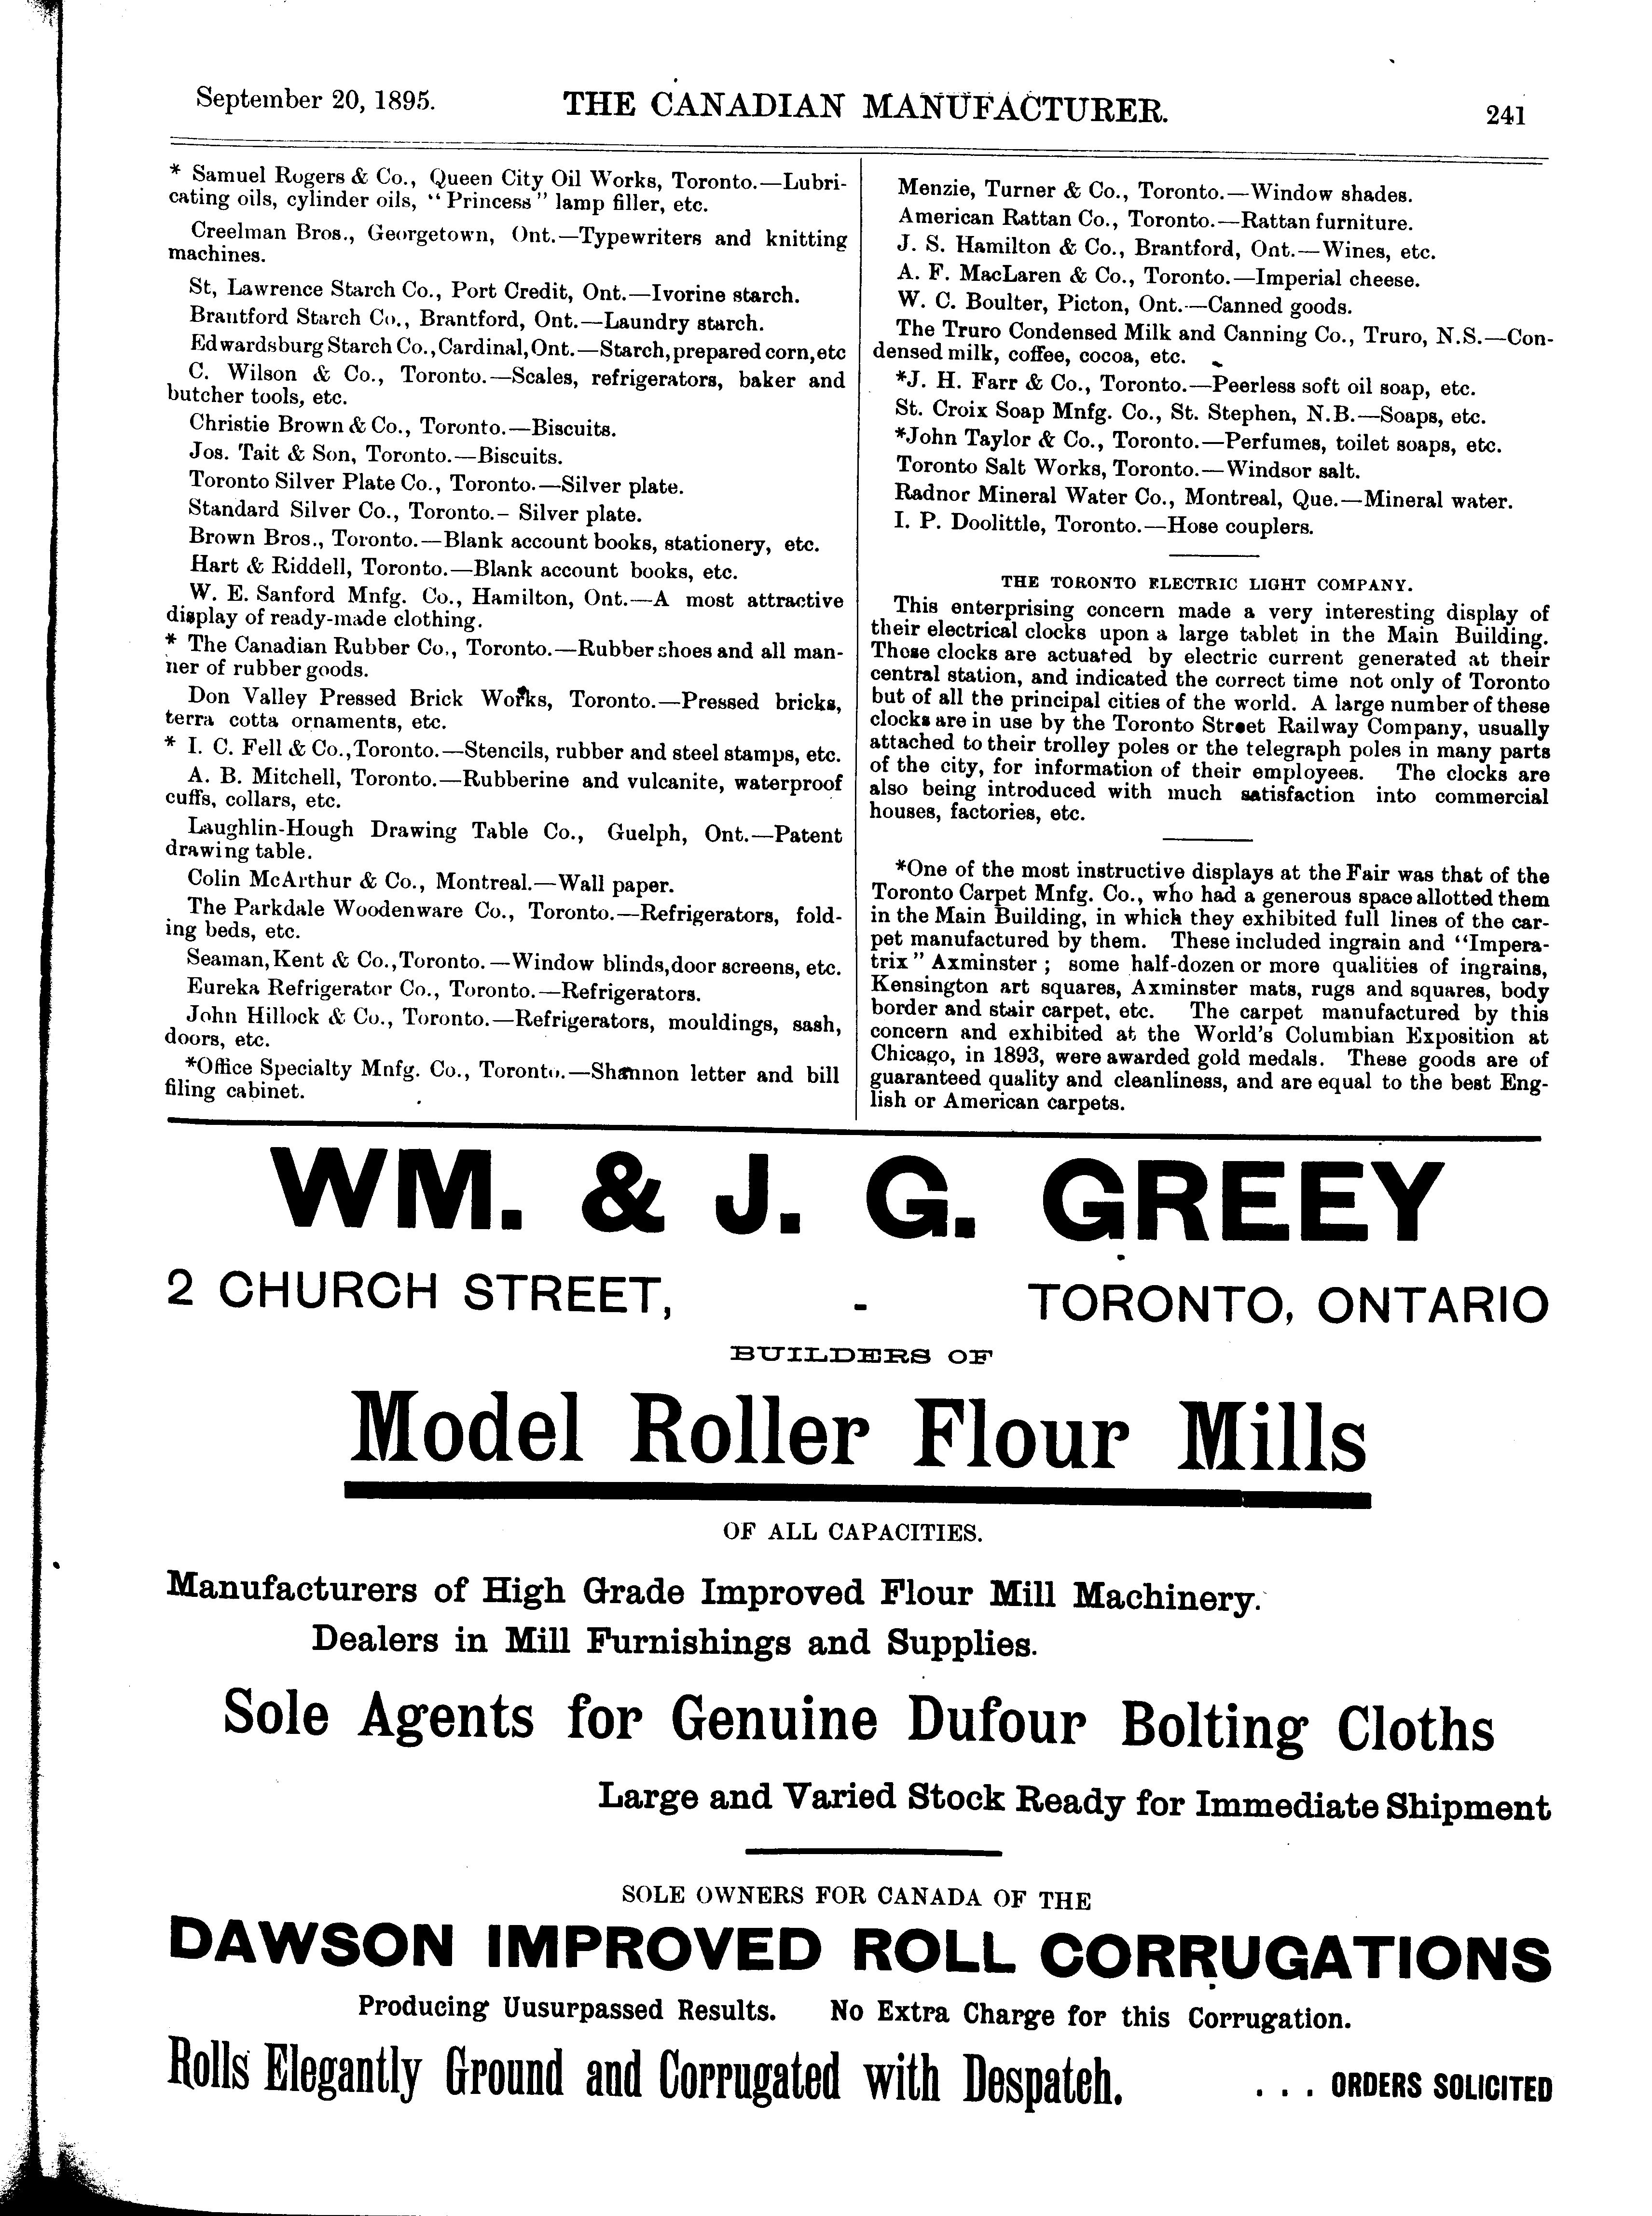 September 20, 1895.
THE CANADIAN MANUFACTURER.
241
* Samuel Rogers & Co., Queen City Oil Works, Toronto.—Lubri-
cating oils, cylinder oils, "Princess" lamp filler, etc.
Creelman Bros., Georgetown, Ont.—Typewriters and knitting
machines.
St, Lawrence Starch Co., Port Credit, Ont.—Ivorine starch.
Brantford Starch Co., Brantford, Ont.—Laundry starch.
Edwardsburg Starch Co., Cardinal, Ont.—Starch, prepared corn, etc
C. Wilson & Co., Toronto.—Scales, refrigerators, baker and
butcher tools, etc.
Christie Brown & Co., Toronto.—Biscuits.
Jos. Tait & Son, Toronto.—Biscuits.
Toronto Silver Plate Co., Toronto.—Silver plate.
Standard Silver Co., Toronto.– Silver plate.
Brown Bros., Toronto.—Blank account books, stationery, etc.
Hart & Riddell, Toronto.—Blank account books, etc.
W. E. Sanford Mnfg. Co., Hamilton, Ont.—A most attractive
display of ready-made clothing.
* The Canadian Rubber Co., Toronto.—Rubber shoes and all man-
ner of rubber goods.
Don Valley Pressed Brick Works, Toronto.—Pressed bricks,
terra cotta ornaments, etc.
* I. C. Fell & Co., Toronto.—Stencils, rubber and steel stamps, etc.
A. B. Mitchell, Toronto.—Rubberine and vulcanite, waterproof
cuffs, collars, etc.
Laughlin-Hough Drawing Table Co., Guelph, Ont.—Patent
drawing table.
Colin McArthur & Co., Montreal.—Wall paper.
The Parkdale Woodenware Co., Toronto.—Refrigerators, fold-
ing beds, etc.
Seaman, Kent & Co., Toronto.—Window blinds, door screens, etc.
Eureka Refrigerator Co., Toronto.—Refrigerators.
John Hillock & Co., Toronto.—Refrigerators, mouldings, sash,
doors, etc.
*Office Specialty Mnfg. Co., Toronto.—Shannon letter and bill
filing cabinet.
Menzie, Turner & Co., Toronto.—Window shades.
American Rattan Co., Toronto.—Rattan furniture.
J. S. Hamilton & Co., Brantford, Ont.—Wines, etc.
A. F. MacLaren & Co., Toronto.—Imperial cheese.
W. C. Boulter, Picton, Ont.—Canned goods.
The Truro Condensed Milk and Canning Co., Truro, N.S.—Con-
densed milk, coffee, cocoa, etc.
*J. H. Farr & Co., Toronto.—Peerless soft oil soap, etc.
St. Croix Soap Mnfg. Co., St. Stephen, N.B.—Soaps, etc.
*John Taylor & Co., Toronto.—Perfumes, toilet soaps, etc.
Toronto Salt Works, Toronto.—Windsor salt.
Radnor Mineral Water Co., Montreal, Que.—Mineral water.
I. P. Doolittle, Toronto.—Hose couplers.
THE TORONTO ELECTRIC LIGHT COMPANY.
This enterprising concern made a very interesting display of
their electrical clocks upon a large tablet in the Main Building.
Those clocks are actuated by electric current generated at their
central station, and indicated the correct time not only of Toronto
but of all the principal cities of the world. A large number of these
clocks are in use by the Toronto Street Railway Company, usually
attached to their trolley poles or the telegraph poles in many parts
of the city, for information of their employees. The clocks are
also being introduced with much satisfaction into commercial
houses, factories, etc.
*One of the most instructive displays at the Fair was that of the
Toronto Carpet Mnfg. Co., who had a generous space allotted them
in the Main Building, in which they exhibited full lines of the car-
pet manufactured by them. These included ingrain and "Impera-
trix" Axminster; some half-dozen or more qualities of ingrains,
Kensington art squares, Axminster mats, rugs and squares, body
border and stair carpet, etc. The carpet manufactured by this
concern and exhibited at the World's Columbian Exposition at
Chicago, in 1893, were awarded gold medals. These goods are of
guaranteed quality and cleanliness, and are equal to the best Eng-
lish or American carpets.
WM. & J. G. GREEY
2 CHURCH STREET, - TORONTO, ONTARIO
BUILDERS OF
Model Roller Flour Mills
OF ALL CAPACITIES.
Manufacturers of High Grade Improved Flour Mill Machinery.
Dealers in Mill Furnishings and Supplies.
Sole Agents for Genuine Dufour Bolting Cloths
Large and Varied Stock Ready for Immediate Shipment
SOLE OWNERS FOR CANADA OF THE
DAWSON IMPROVED ROLL CORRUGATIONS
Producing Uusurpassed Results. No Extra Charge for this Corrugation.
Rolls Elegantly Ground and Corrugated with Despatch. . . . ORDERS SOLICITED